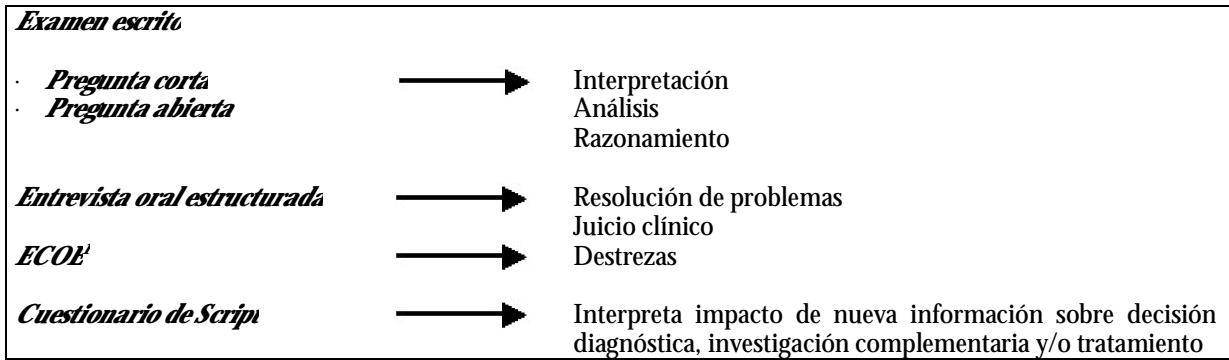 Examen escrito
· Pregunta corta Interpretación
· Pregunta abierta Análisis
Razonamiento
Entrevista oral estructurada Resolución de problemas
Juicio clínico
ECOE¹ Destrezas
Cuestionario de Script Interpreta impacto de nueva información sobre decisión
diagnóstica, investigación complementaria y/o tratamiento